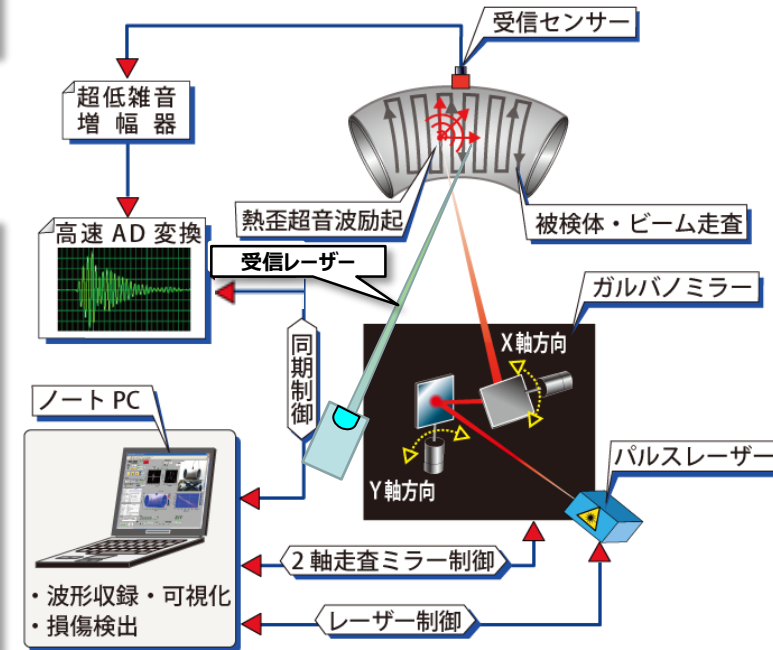 受信センサー
超低雑音
増幅器
熱歪超音波励起
被検体・ビーム走査
高速 AD 変換
受信レーザー
ガルバノミラー
X 軸方向
同期制御
ノート PC
Y 軸方向
パルスレーザー
2 軸走査ミラー制御
・波形収録・可視化
・損傷検出
レーザー制御